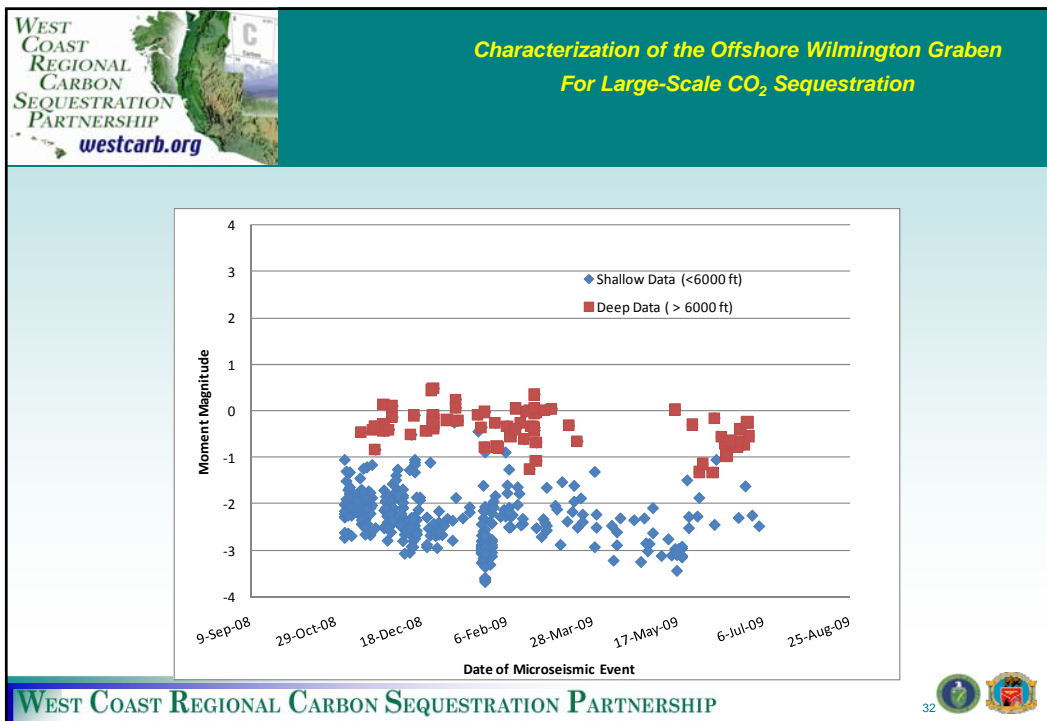 WEST
COAST
REGIONAL
CARBON
SEQUESTRATION
PARTNERSHIP
westcarb.org
C
Carbon
Characterization of the Offshore Wilmington Graben
For Large-Scale CO2 Sequestration
4
3
2
1
0
-1
-2
-3
-4
Moment Magnitude
Shallow Data (<6000 ft)
Deep Data ( > 6000 ft)
9-Sep-08
29-Oct-08
18-Dec-08
6-Feb-09
28-Mar-09
17-May-09
6-Jul-09
25-Aug-09
Date of Microseismic Event
WEST COAST REGIONAL CARBON SEQUESTRATION PARTNERSHIP
32